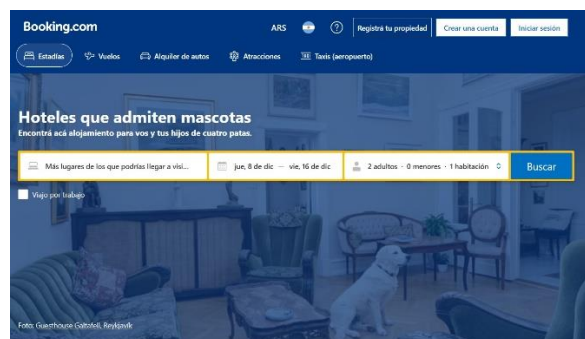 Booking.com
ARS
Registrá tu propiedad
Crear una cuenta
Iniciar sesión
Estadías
Vuelos
Alquiler de autos
Atracciones
Taxis (aeropuerto)
Hoteles que admiten mascotas
Encontrá acá alojamiento para vos y tus hijos de cuatro patas.
Más lugares de los que podrías llegar a visi...
jue, 8 de dic — vie, 16 de dic
2 adultos · 0 menores · 1 habitación
Buscar
Viajo por trabajo
Foto: Guesthouse Galtafell, Reykjavík